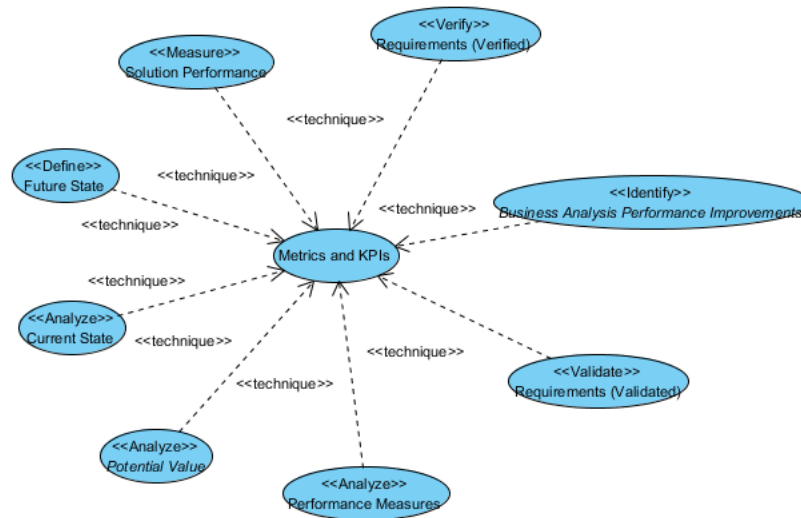 <<Verify>>
Requirements (Verified)
<<Measure>>
Solution Performance
<<technique>>
<<Define>>
Future State
<<technique>>
<<Identify>>
Business Analysis Performance Improvements
<<technique>>
<<technique>>
Metrics and KPIs
<<technique>>
<<Analyze>>
Current State
<<technique>>
<<technique>>
<<Validate>>
Requirements (Validated)
<<technique>>
<<Analyze>>
Potential Value
<<Analyze>>
Performance Measures